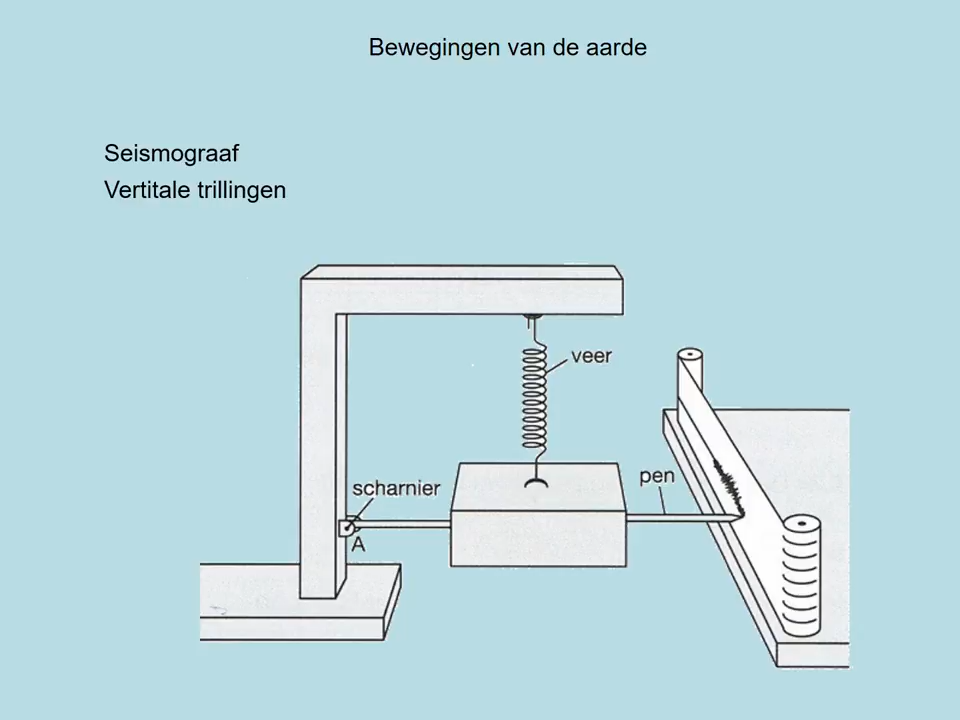 Bewegingen van de aarde
Seismograaf
Vertitale trillingen
veer
scharnier
pen
A